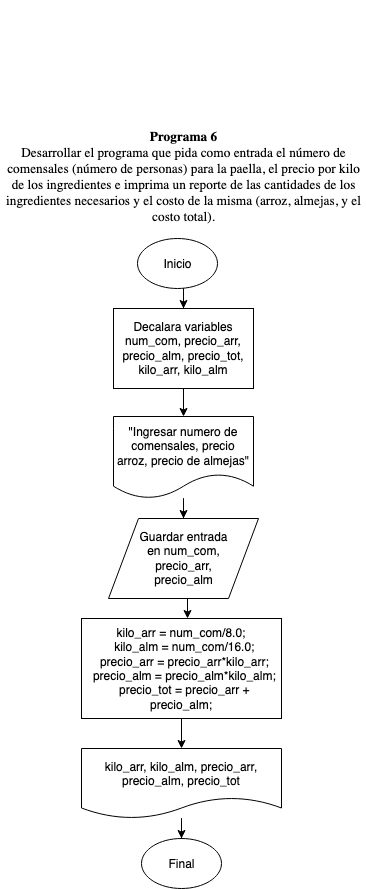 Programa 6
Desarrollar el programa que pida como entrada el número de
comensales (número de personas) para la paella, el precio por kilo
de los ingredientes e imprima un reporte de las cantidades de los
ingredientes necesarios y el costo de la misma (arroz, almejas, y el
costo total).
Inicio
Decalara variables
num_com, precio_arr,
precio_alm, precio_tot,
kilo_arr, kilo_alm
"Ingresar numero de
comensales, precio
arroz, precio de almejas"
Guardar entrada
en num_com,
precio_arr,
precio_alm
kilo_arr = num_com/8.0;
kilo_alm = num_com/16.0;
precio_arr = precio_arr*kilo_arr;
precio_alm = precio_alm*kilo_alm;
precio_tot = precio_arr +
precio_alm;
kilo_arr, kilo_alm, precio_arr,
precio_alm, precio_tot
Final